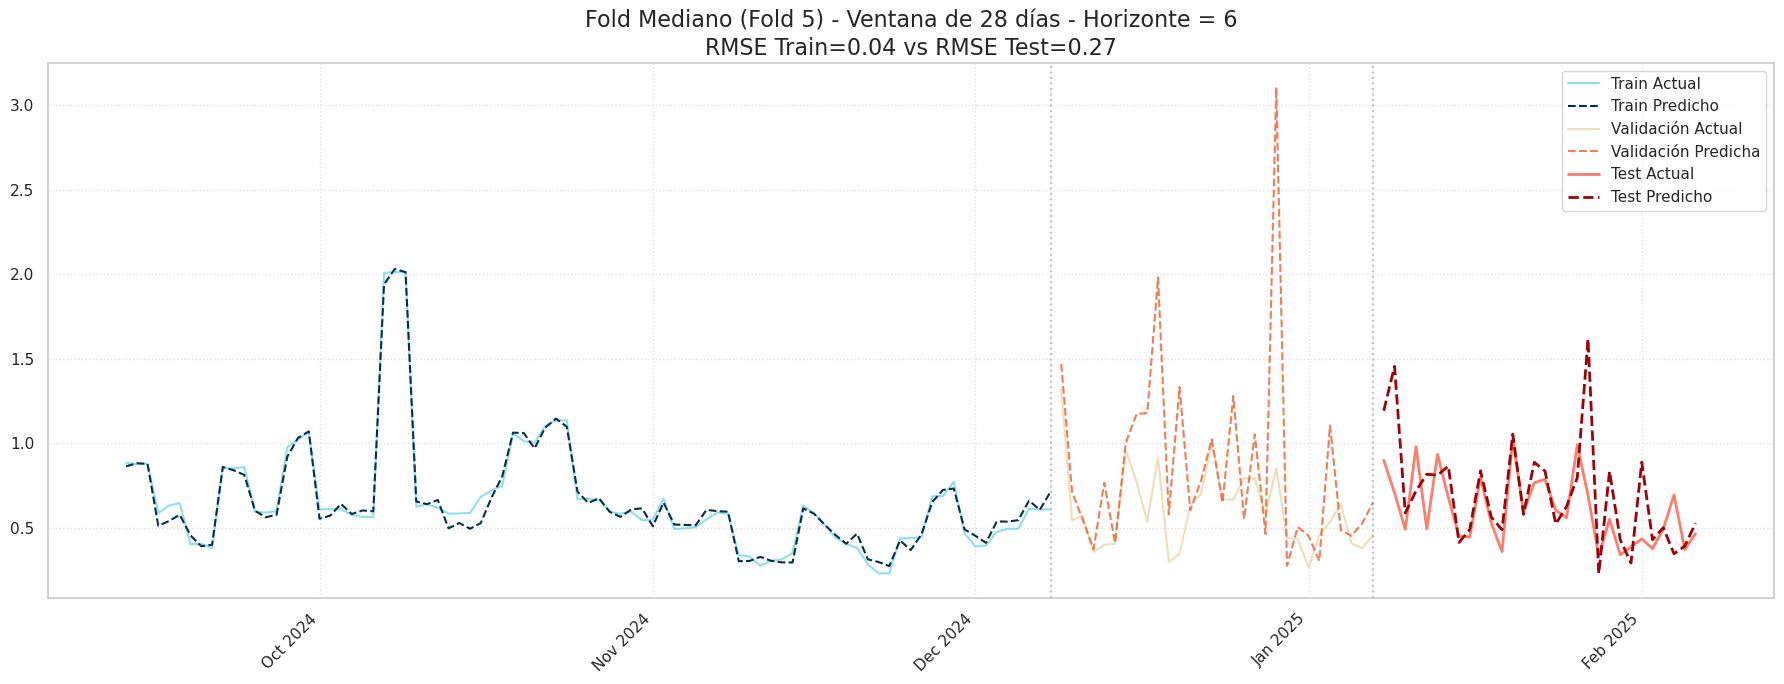 Fold Mediano (Fold 5) - Ventana de 28 días - Horizonte = 6
RMSE Train=0.04 vs RMSE Test=0.27
3.0
2.5
2.0
1.5
1.0
0.5
Train Actual
Train Predicho
Validación Actual
Validación Predicha
Test Actual
Test Predicho
Oct 2024
Nov 2024
Dec 2024
Jan 2025
Feb 2025